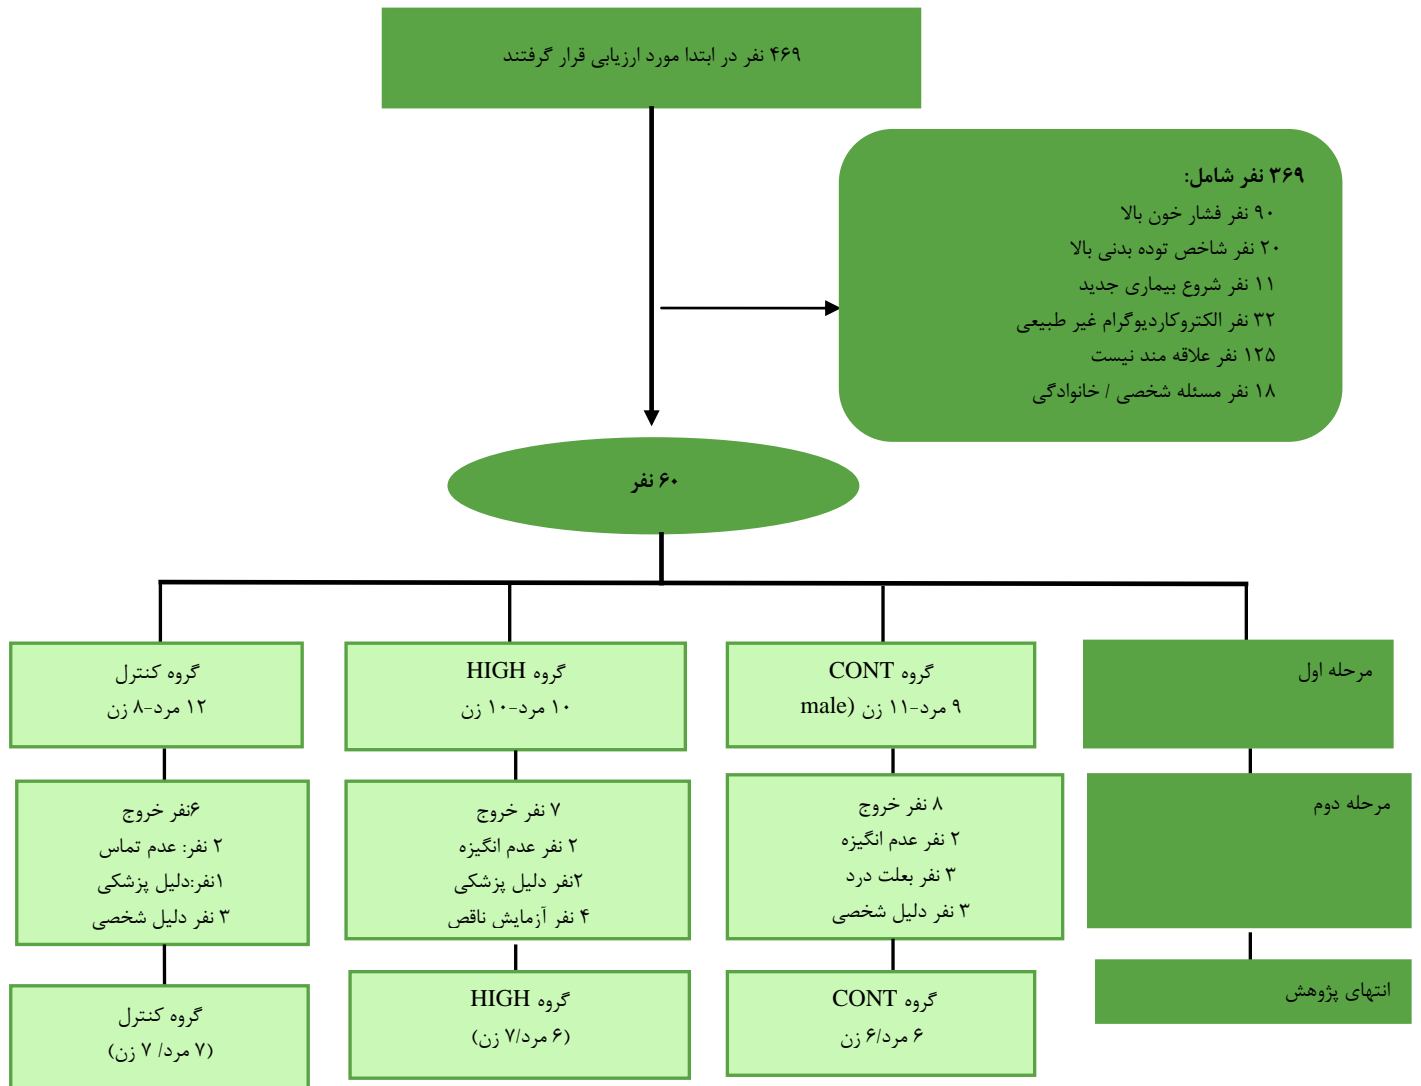 ۴۶۹ نفر در ابتدا مورد ارزیابی قرار گرفتند
۳۶۹ نفر شامل:
۹۰ نفر فشار خون بالا
۲۰ نفر شاخص توده بدنی بالا
۱۱ نفر شروع بیماری جدید
۳۲ نفر الکتروکاردیوگرام غیر طبیعی
۱۲۵ نفر علاقه مند نیست
۱۸ نفر مسئله شخصی / خانوادگی
۶۰ نفر
مرحله اول
گروه CONT
۹ مرد-۱۱ زن (male
گروه HIGH
۱۰ مرد-۱۰ زن
گروه کنترل
۱۲ مرد-۸ زن
مرحله دوم
۸ نفر خروج
۲ نفر عدم انگیزه
۳ نفر بعلت درد
۳ نفر دلیل شخصی
۷ نفر خروج
۲ نفر عدم انگیزه
۲نفر دلیل پزشکی
۴ نفر آزمایش ناقص
۶نفر خروج
۲ نفر: عدم تماس
۱نفر:دلیل پزشکی
۳ نفر دلیل شخصی
انتهای پژوهش
گروه CONT
۶ مرد/۶ زن
گروه HIGH
(۶ مرد/۷ زن)
گروه کنترل
(۷ مرد/ ۷ زن)